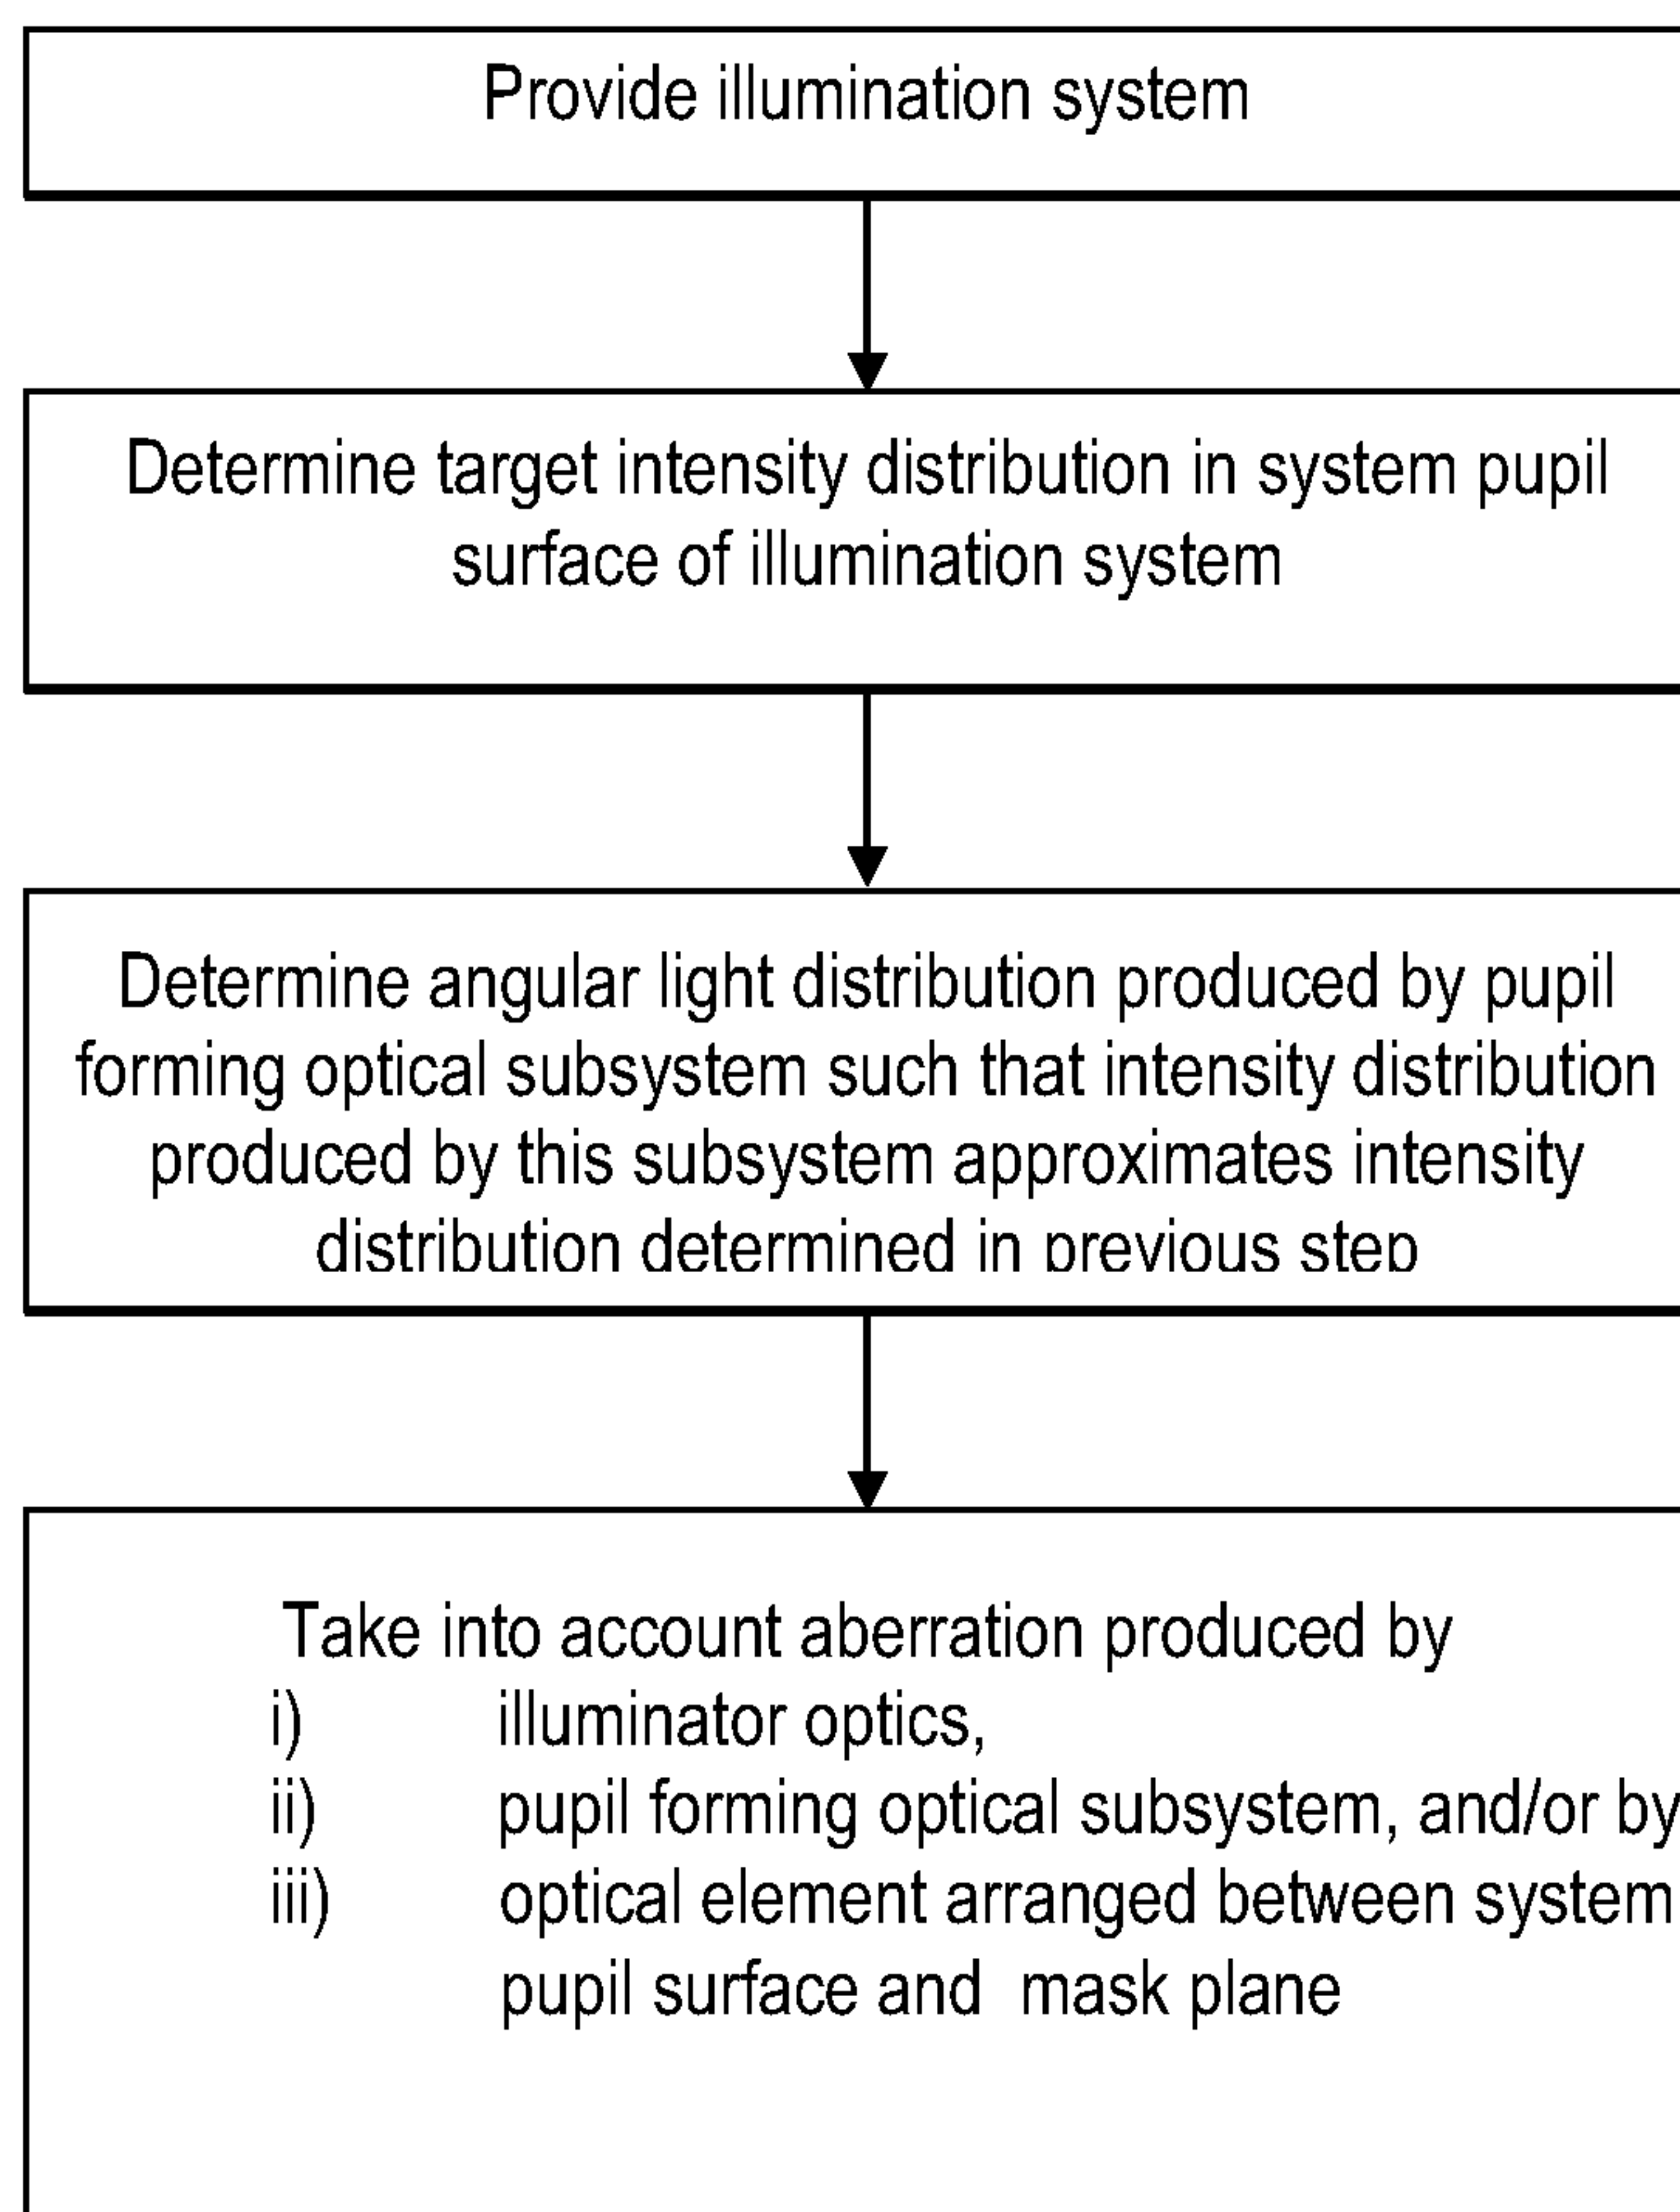 Provide illumination system
Determine target intensity distribution in system pupil
surface of illumination system
Determine angular light distribution produced by pupil
forming optical subsystem such that intensity distribution
produced by this subsystem approximates intensity
distribution determined in previous step
Take into account aberration produced by
i) illuminator optics,
ii) pupil forming optical subsystem, and/or by
iii) optical element arranged between system
pupil surface and mask plane